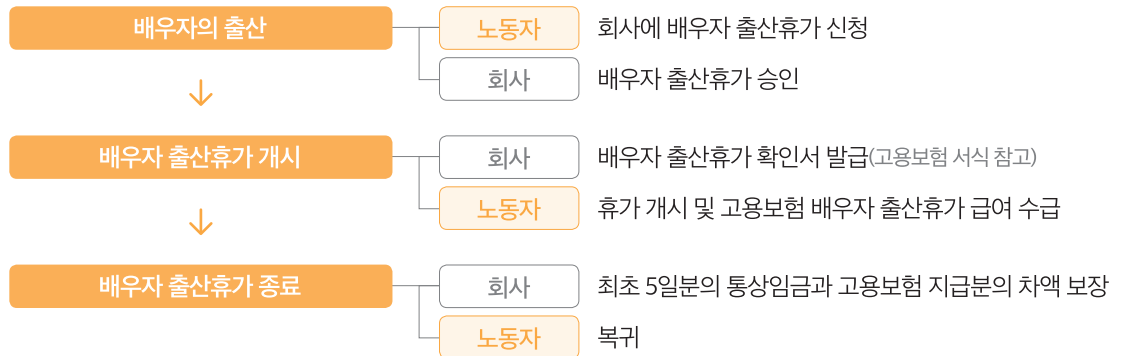 배우자의 출산
노동자 회사에 배우자 출산휴가 신청
회사 배우자 출산휴가 승인
배우자 출산휴가 개시
회사 배우자 출산휴가 확인서 발급(고용보험 서식 참고)
노동자 휴가 개시 및 고용보험 배우자 출산휴가 급여 수급
배우자 출산휴가 종료
회사 최초 5일분의 통상임금과 고용보험 지급분의 차액 보장
노동자 복귀